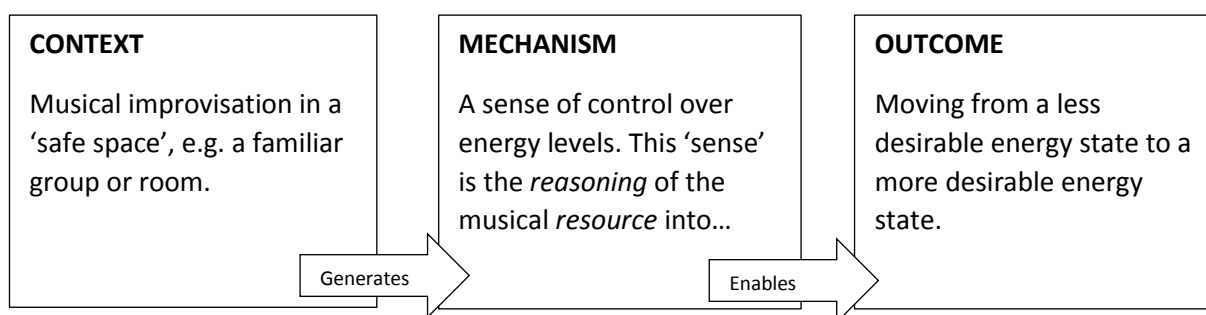 CONTEXT
Musical improvisation in a
‘safe space’, e.g. a familiar
group or room.
Generates
MECHANISM
A sense of control over
energy levels. This ‘sense’
is the reasoning of the
musical resource into…
Enables
OUTCOME
Moving from a less
desirable energy state to a
more desirable energy
state.